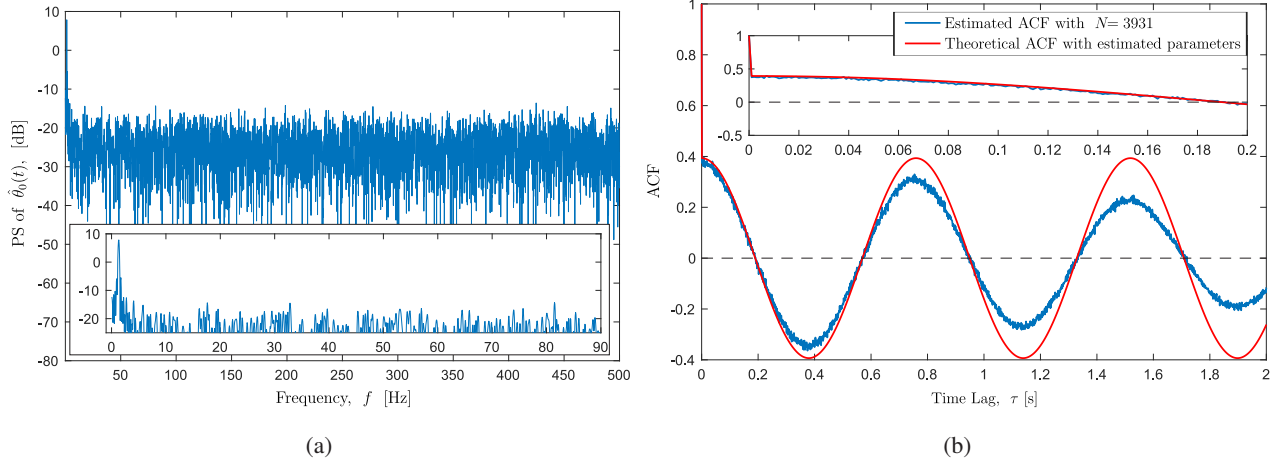 10
0
-10
-20
-30
-40
-50
-60
-70
-80
PS of θ̂₀(t), [dB]
10
0
-10
-20
0 10 20 30 40 50 60 70 80 90
50 100 150 200 250 300 350 400 450 500
Frequency, f [Hz]
(a)
1
0.8
0.6
0.4
0.2
0
-0.2
-0.4
ACF
Estimated ACF with N = 3931
Theoretical ACF with estimated parameters
1
0.5
0
-0.5
0 0.02 0.04 0.06 0.08 0.1 0.12 0.14 0.16 0.18 0.2
0 0.2 0.4 0.6 0.8 1 1.2 1.4 1.6 1.8 2
Time Lag, τ [s]
(b)